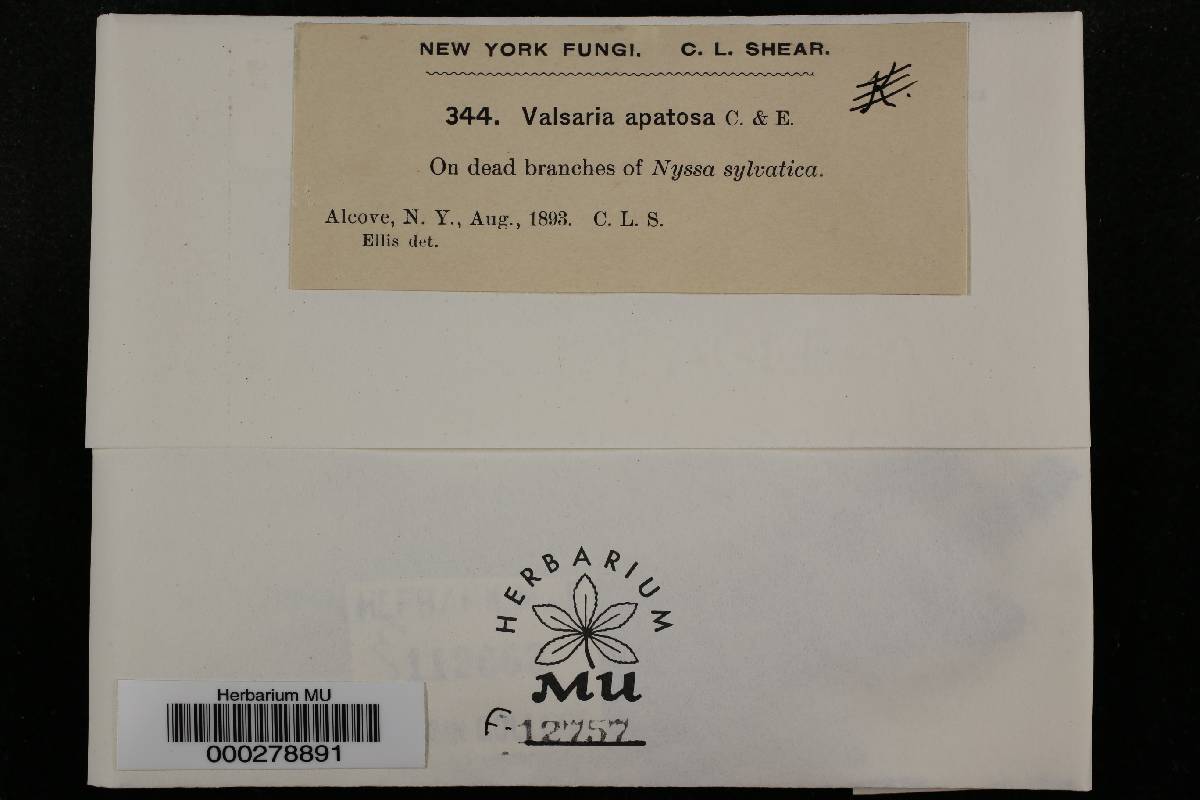 NEW YORK FUNGI. C. L. SHEAR.
344. Valsaria apatosa C. & E.
On dead branches of Nyssa sylvatica.
Alcove, N. Y., Aug., 1893. C. L. S.
Ellis det.
HERBARIUM
MU
F-12757
Herbarium MU
000278891